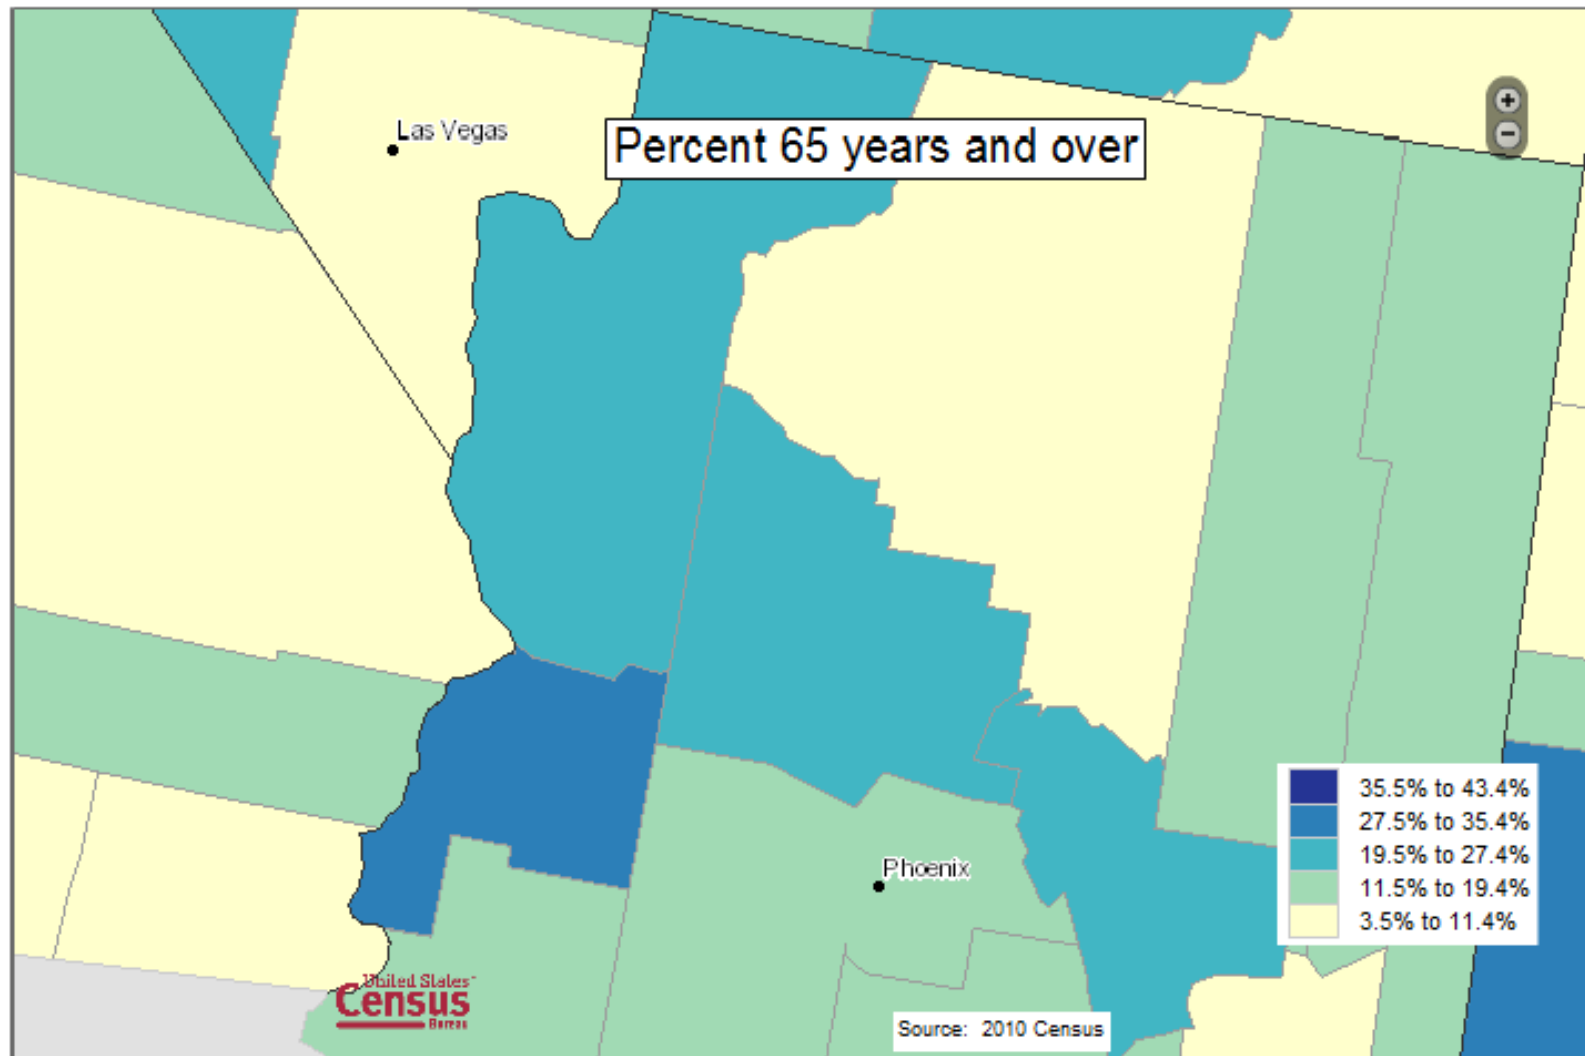 Las Vegas
Percent 65 years and over
35.5% to 43.4%
27.5% to 35.4%
19.5% to 27.4%
11.5% to 19.4%
3.5% to 11.4%
Phoenix
United States
Census
Bureau
Source: 2010 Census